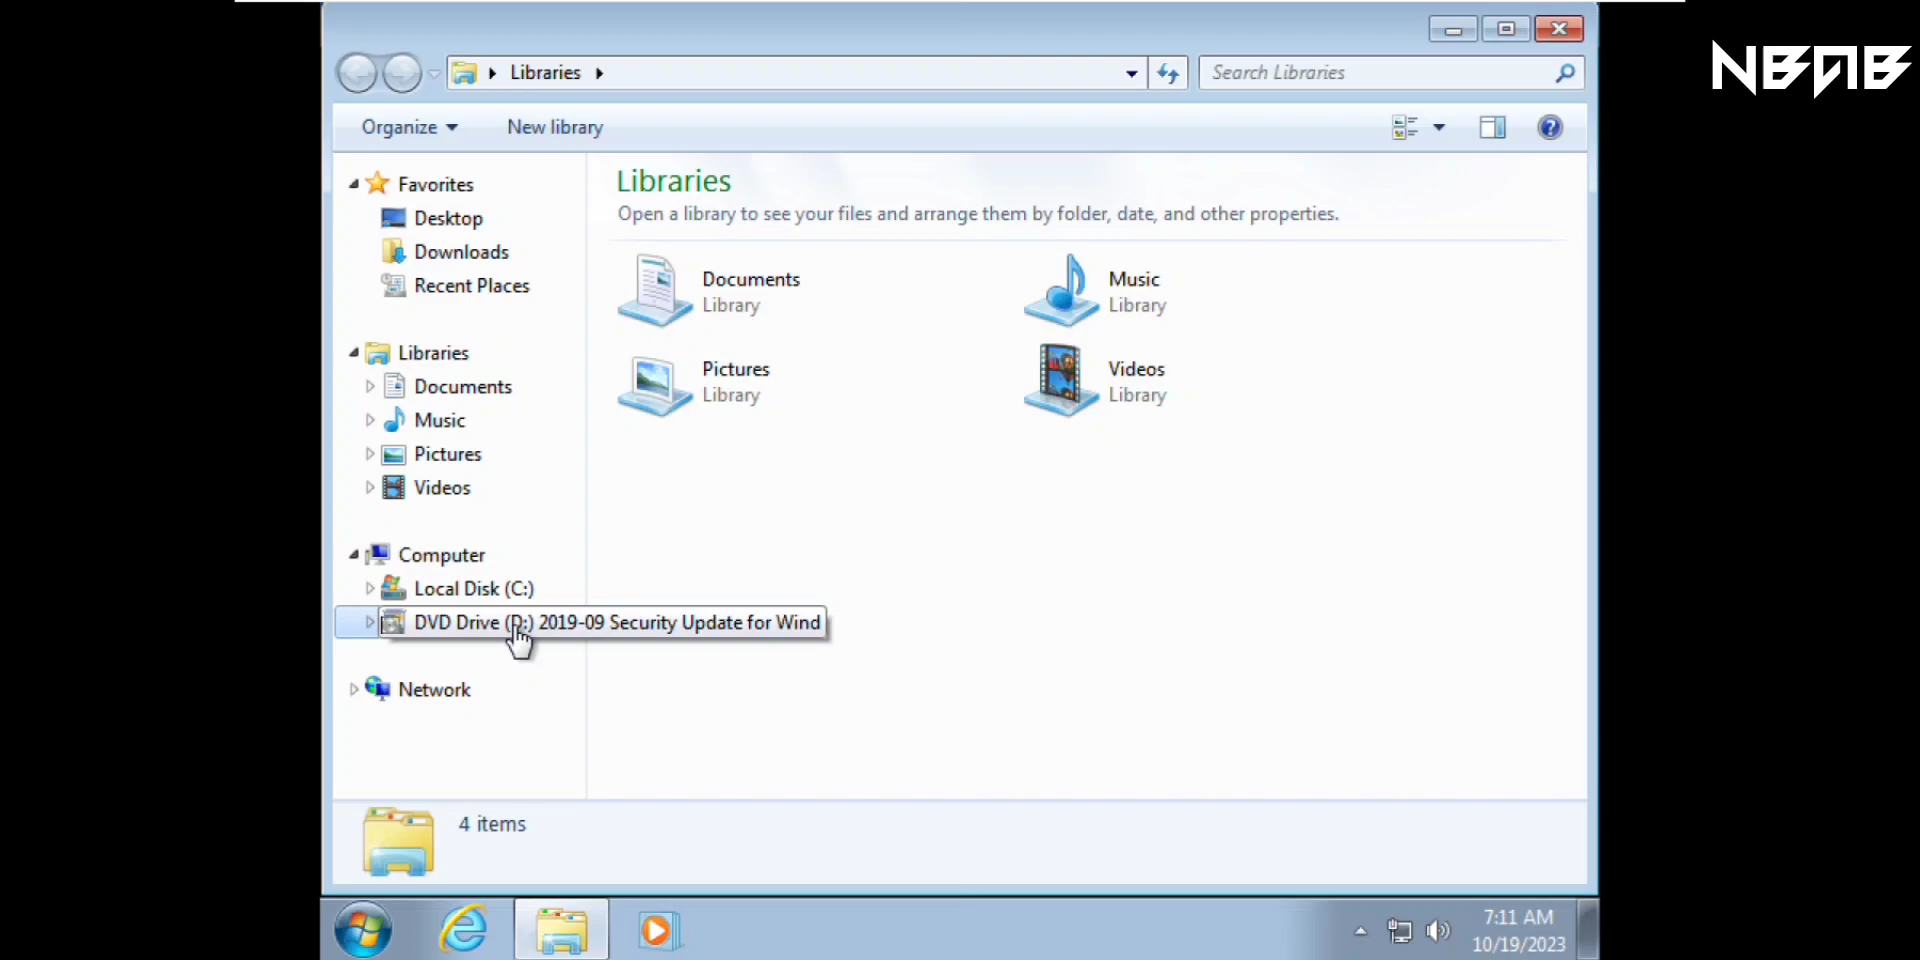 NBAB
Libraries
Search Libraries
Organize
New library
Favorites
Desktop
Downloads
Recent Places
Libraries
Documents
Music
Pictures
Videos
Computer
Local Disk (C:)
DVD Drive (D:) 2019-09 Security Update for Wind
Network
Libraries
Open a library to see your files and arrange them by folder, date, and other properties.
Documents
Library
Music
Library
Pictures
Library
Videos
Library
4 items
7:11 AM
10/19/2023